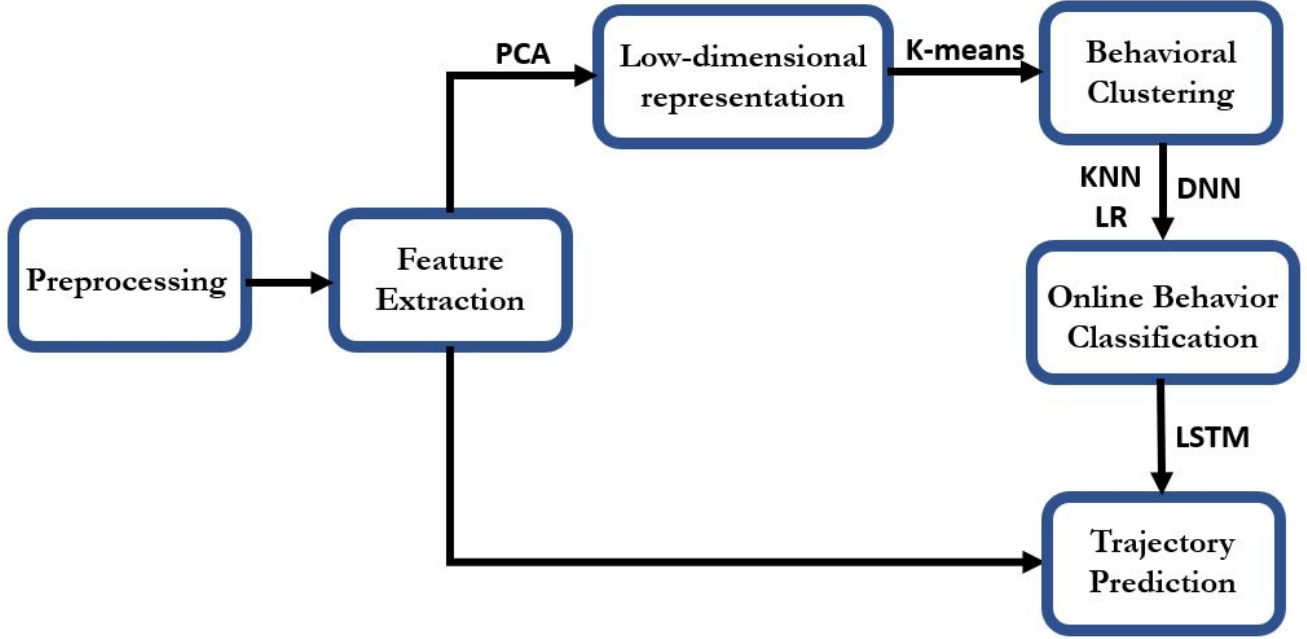 PCA
Low-dimensional
representation
K-means
Behavioral
Clustering
KNN
LR
DNN
Preprocessing
Feature
Extraction
Online Behavior
Classification
LSTM
Trajectory
Prediction